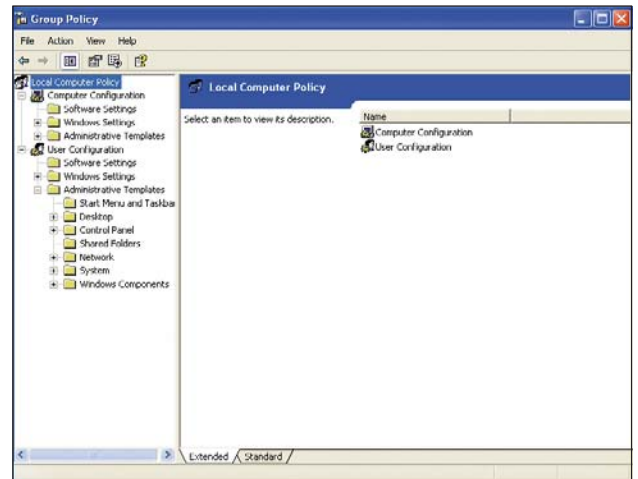 Group Policy
File Action View Help
Local Computer Policy
Computer Configuration
Software Settings
Windows Settings
Administrative Templates
User Configuration
Software Settings
Windows Settings
Administrative Templates
Start Menu and Taskbar
Desktop
Control Panel
Shared Folders
Network
System
Windows Components
Local Computer Policy
Select an item to view its description.
Name
Computer Configuration
User Configuration
Extended Standard